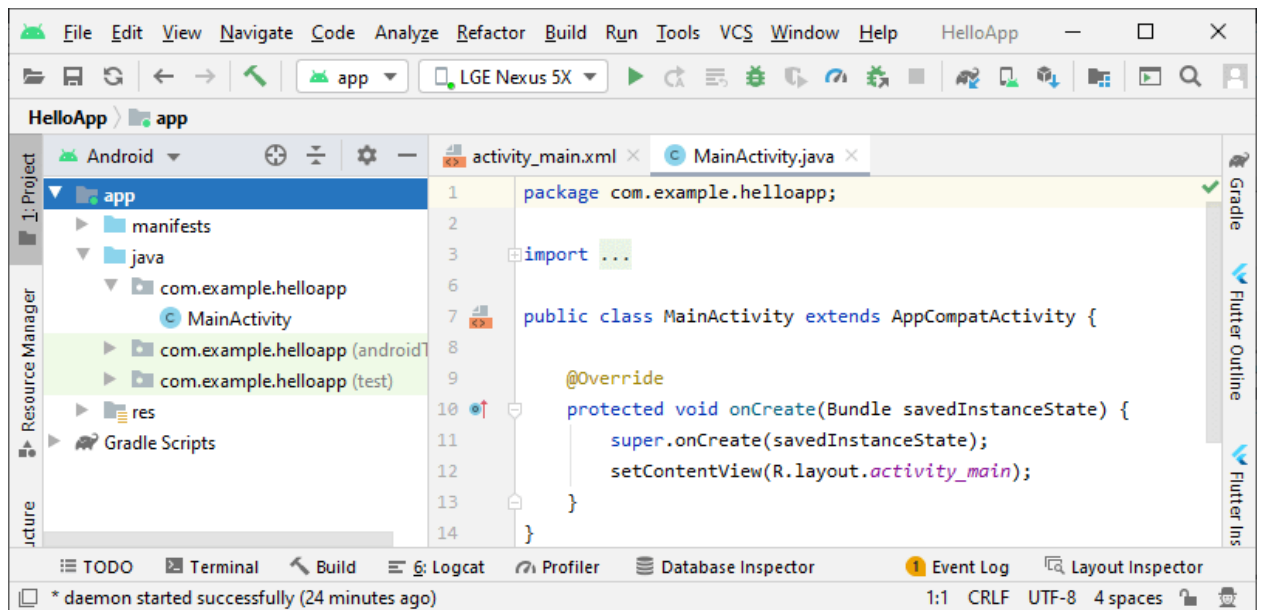 File Edit View Navigate Code Analyze Refactor Build Run Tools VCS Window Help HelloApp
app LGE Nexus 5X
HelloApp app
1: Project
Resource Manager
Android
app
manifests
java
com.example.helloapp
MainActivity
com.example.helloapp
com.example.helloapp (test)
res
Gradle Scripts
activity_main.xml MainActivity.java
1 package com.example.helloapp;
2
3 import ...
6
7 public class MainActivity extends AppCompatActivity {
8
9 @Override
10 protected void onCreate(Bundle savedInstanceState) {
11 super.onCreate(savedInstanceState);
12 setContentView(R.layout.activity_main);
13 }
14 }
Gradle
Flutter Outline
Flutter Ins
TODO Terminal Build 6: Logcat Profiler Database Inspector 1 Event Log Layout Inspector
* daemon started successfully (24 minutes ago) 1:1 CRLF UTF-8 4 spaces